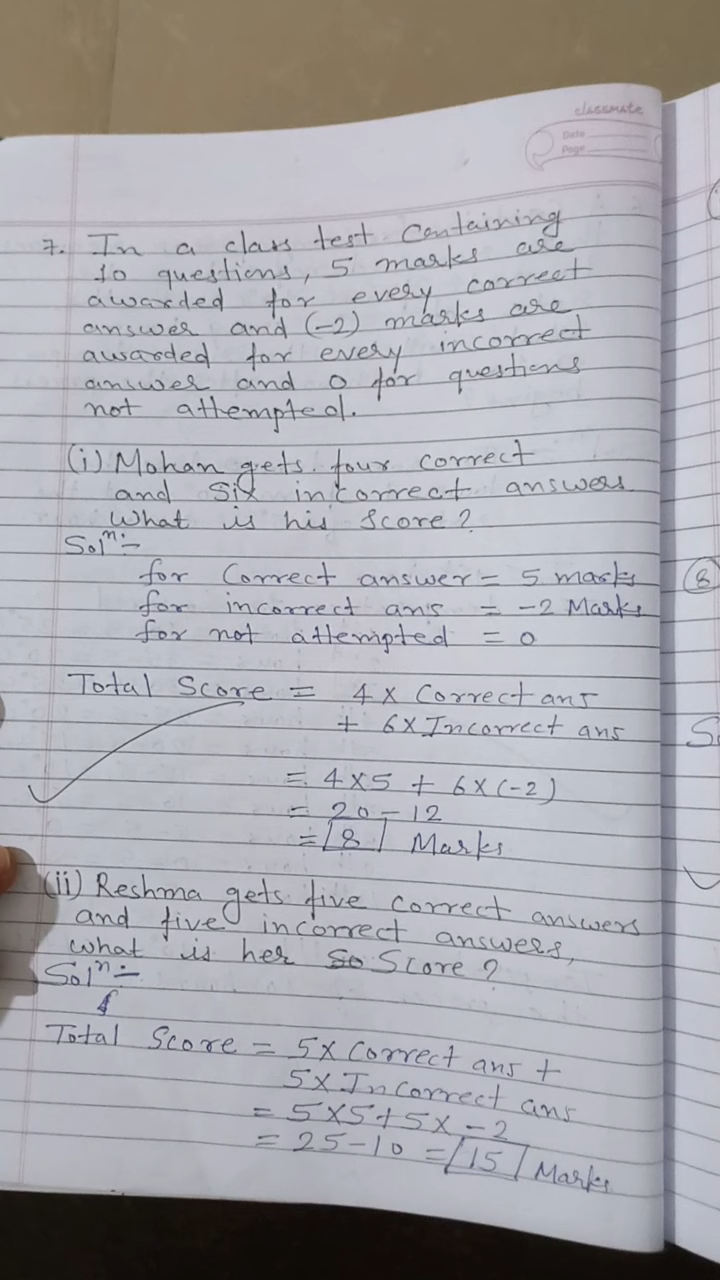 classmate
Date
Page
7. In a class test Containing
10 questions, 5 marks are
awarded for every correct
answer and (-2) marks are
awarded for every incorrect
answer and 0 for questions
not attempted.
(i) Mohan gets four correct
and Six incorrect answers
What is his Score?
Solⁿ:-
for Correct answer = 5 marks
for incorrect ans = -2 Marks
for not attempted = 0
Total Score = 4 x Correct ans
+ 6 x Incorrect ans
= 4 x 5 + 6 x (-2)
= 20 - 12
= 8 Marks
(ii) Reshma gets five correct answers
and five incorrect answers,
what is her Score?
Solⁿ:-
Total Score = 5 x Correct ans +
5 x Incorrect ans
= 5 x 5 + 5 x -2
= 25 - 10 = 15 Marks
8
S